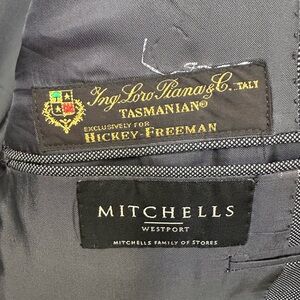 Ing. Loro Piana & C. ITALY
TASMANIAN®
EXCLUSIVELY FOR
HICKEY-FREEMAN
MITCHELLS
WESTPORT
MITCHELLS FAMILY OF STORES